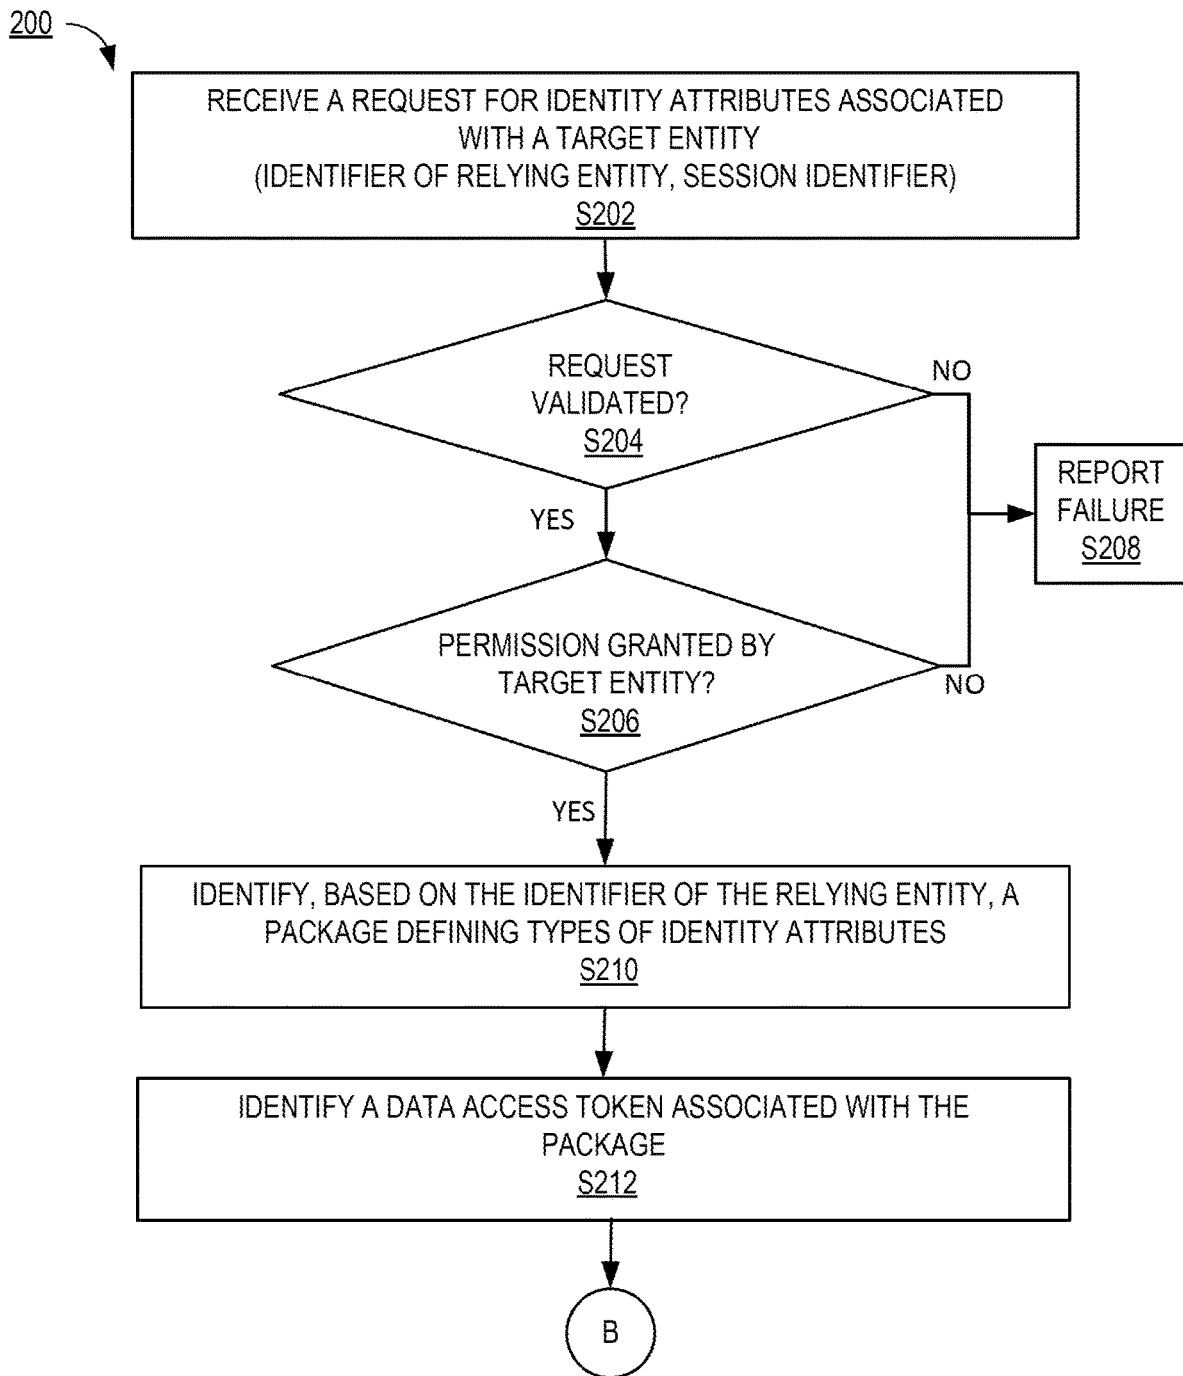 200
RECEIVE A REQUEST FOR IDENTITY ATTRIBUTES ASSOCIATED
WITH A TARGET ENTITY
(IDENTIFIER OF RELYING ENTITY, SESSION IDENTIFIER)
S202
REQUEST
VALIDATED?
S204
NO
YES
REPORT
FAILURE
S208
PERMISSION GRANTED BY
TARGET ENTITY?
S206
NO
YES
IDENTIFY, BASED ON THE IDENTIFIER OF THE RELYING ENTITY, A
PACKAGE DEFINING TYPES OF IDENTITY ATTRIBUTES
S210
IDENTIFY A DATA ACCESS TOKEN ASSOCIATED WITH THE
PACKAGE
S212
B